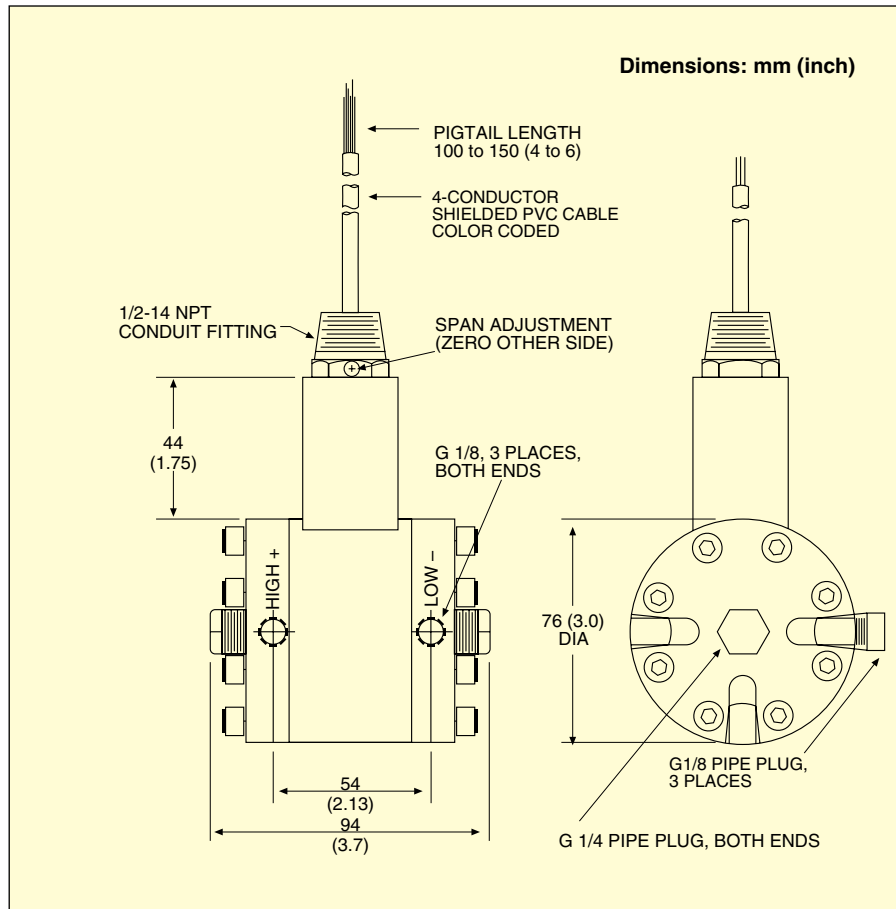 Dimensions: mm (inch)
PIGTAIL LENGTH
100 to 150 (4 to 6)
4-CONDUCTOR
SHIELDED PVC CABLE
COLOR CODED
1/2-14 NPT
CONDUIT FITTING
SPAN ADJUSTMENT
(ZERO OTHER SIDE)
44
(1.75)
G 1/8, 3 PLACES,
BOTH ENDS
HIGH +
LOW –
76 (3.0)
DIA
54
(2.13)
94
(3.7)
G1/8 PIPE PLUG,
3 PLACES
G 1/4 PIPE PLUG, BOTH ENDS